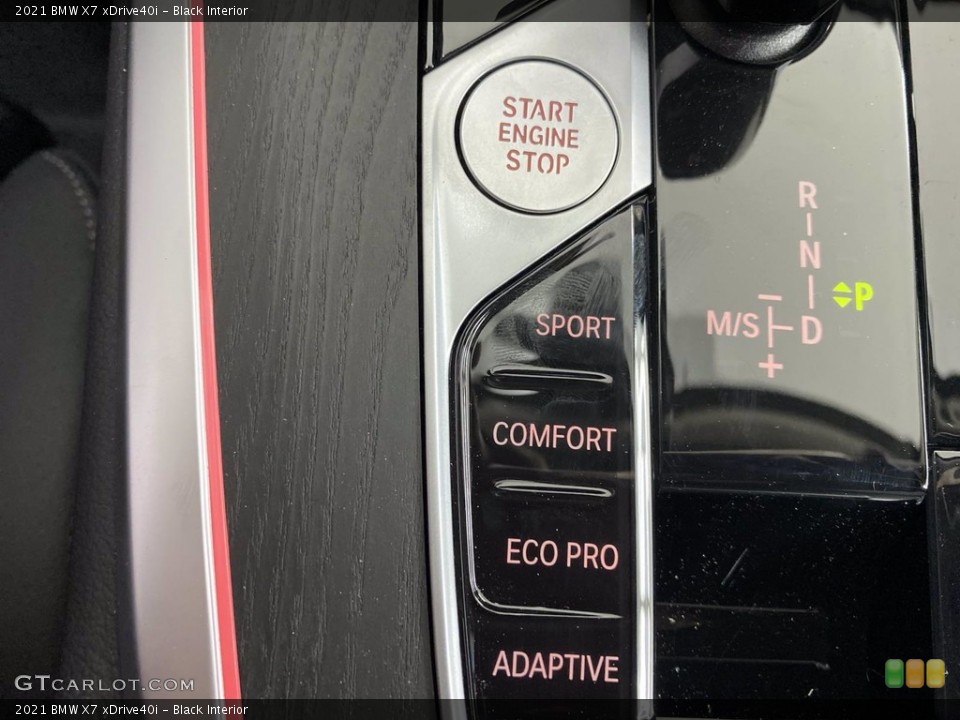 2021 BMW X7 xDrive40i – Black Interior
START
ENGINE
STOP
SPORT
COMFORT
ECO PRO
ADAPTIVE
R
N
M/S D P
−
+
GTCARLOT.COM
2021 BMW X7 xDrive40i – Black Interior